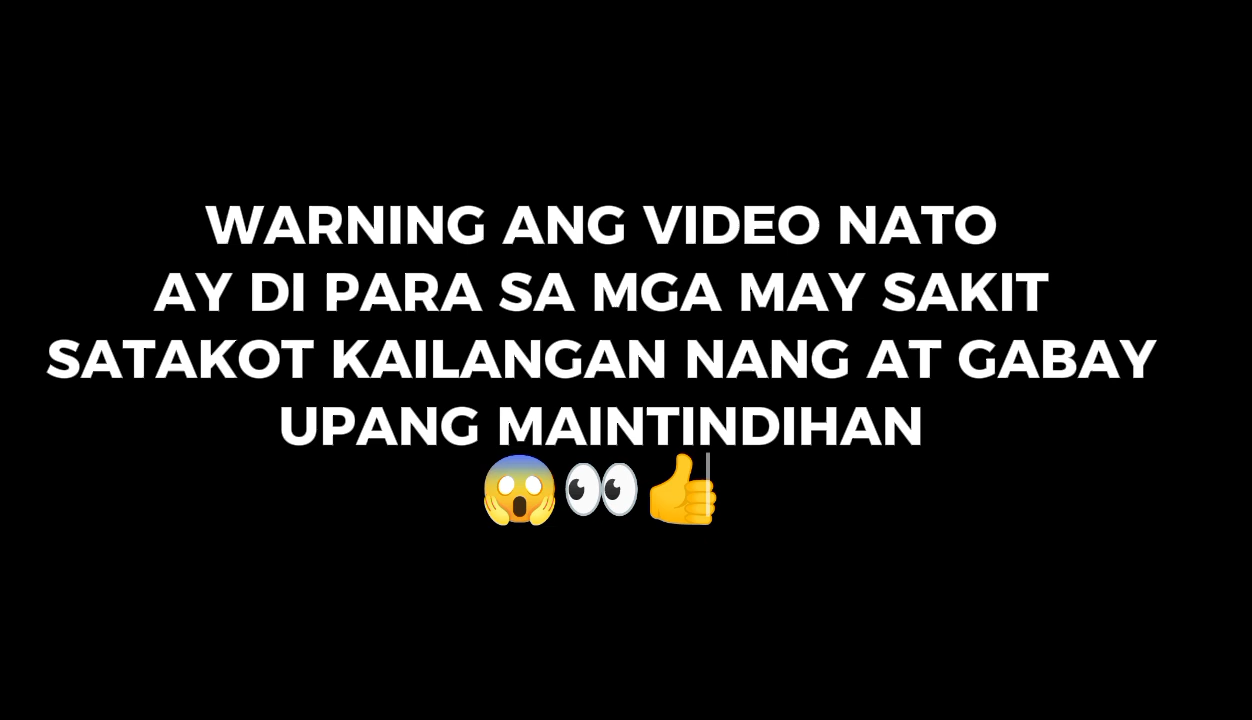 WARNING ANG VIDEO NATO
AY DI PARA SA MGA MAY SAKIT
SATAKOT KAILANGAN NANG AT GABAY
UPANG MAINTINDIHAN
😱👀👍